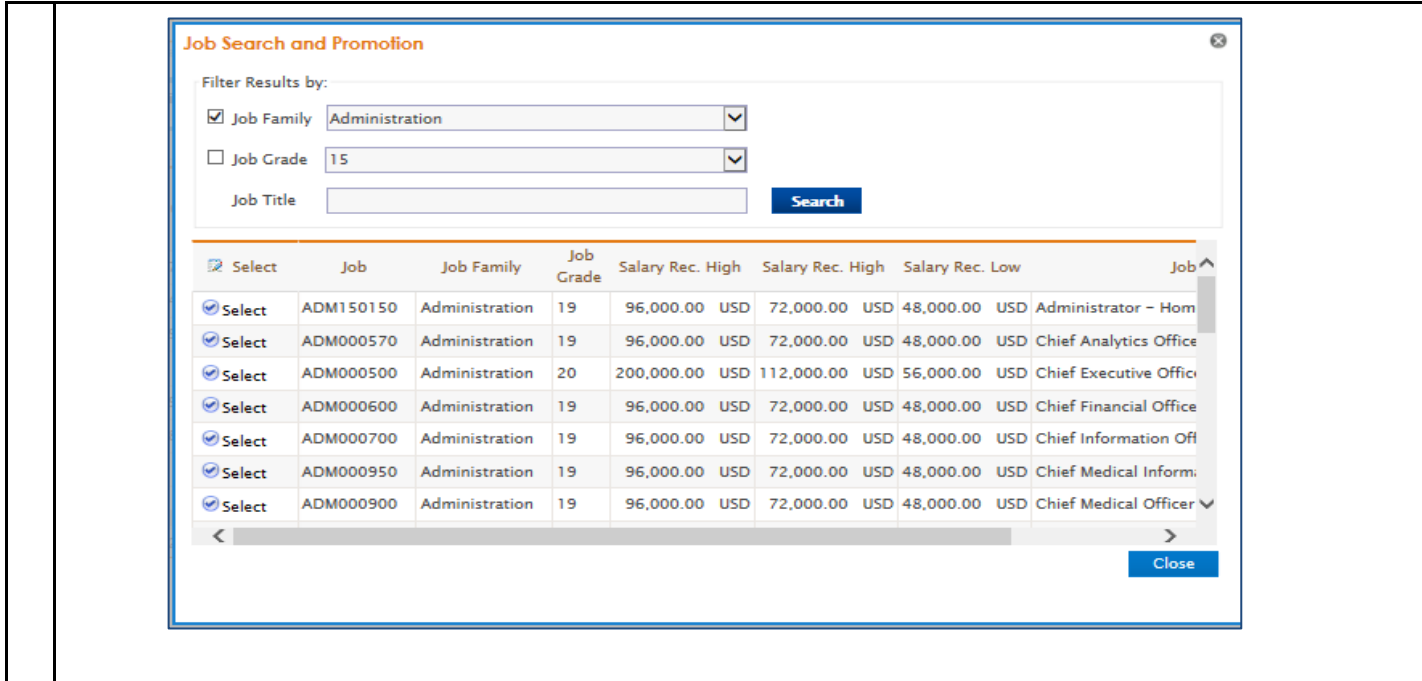 Job Search and Promotion
Filter Results by:
Job Family Administration
Job Grade 15
Job Title Search
Select Job Job Family Job Grade Salary Rec. High Salary Rec. High Salary Rec. Low Job
Select ADM150150 Administration 19 96,000.00 USD 72,000.00 USD 48,000.00 USD Administrator – Hom
Select ADM000570 Administration 19 96,000.00 USD 72,000.00 USD 48,000.00 USD Chief Analytics Office
Select ADM000500 Administration 20 200,000.00 USD 112,000.00 USD 56,000.00 USD Chief Executive Offic
Select ADM000600 Administration 19 96,000.00 USD 72,000.00 USD 48,000.00 USD Chief Financial Office
Select ADM000700 Administration 19 96,000.00 USD 72,000.00 USD 48,000.00 USD Chief Information Off
Select ADM000950 Administration 19 96,000.00 USD 72,000.00 USD 48,000.00 USD Chief Medical Inform
Select ADM000900 Administration 19 96,000.00 USD 72,000.00 USD 48,000.00 USD Chief Medical Officer
Close